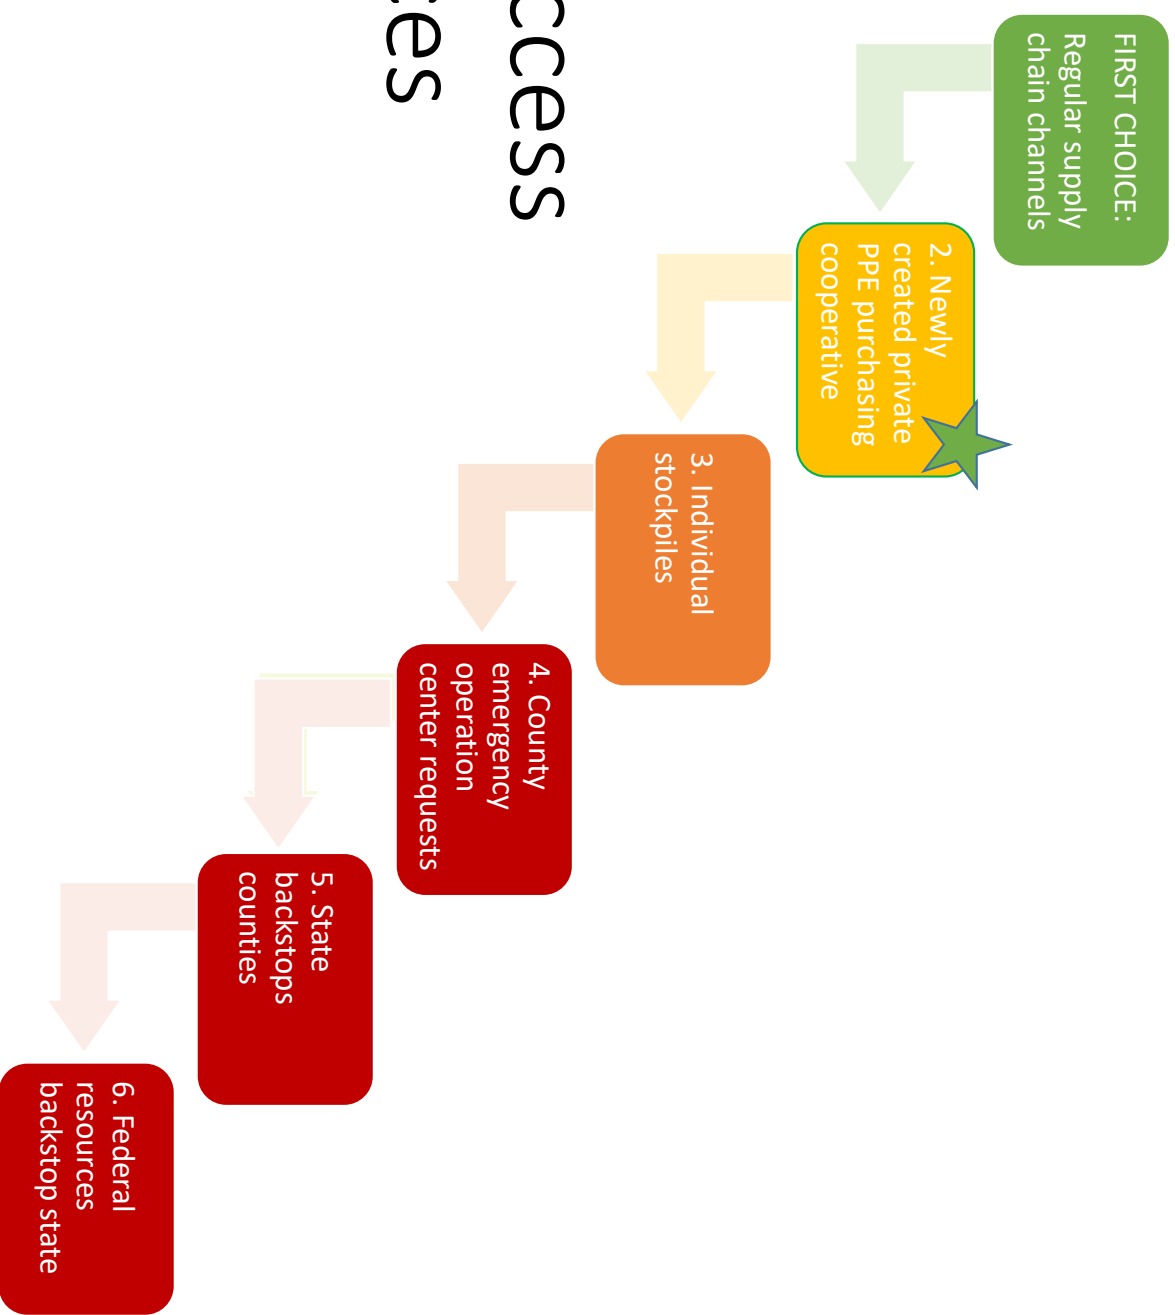 ccess
ces
FIRST CHOICE:
Regular supply
chain channels
2. Newly
created private
PPE purchasing
cooperative
3. Individual
stockpiles
4. County
emergency
operation
center requests
5. State
backstops
counties
6. Federal
resources
backstop state